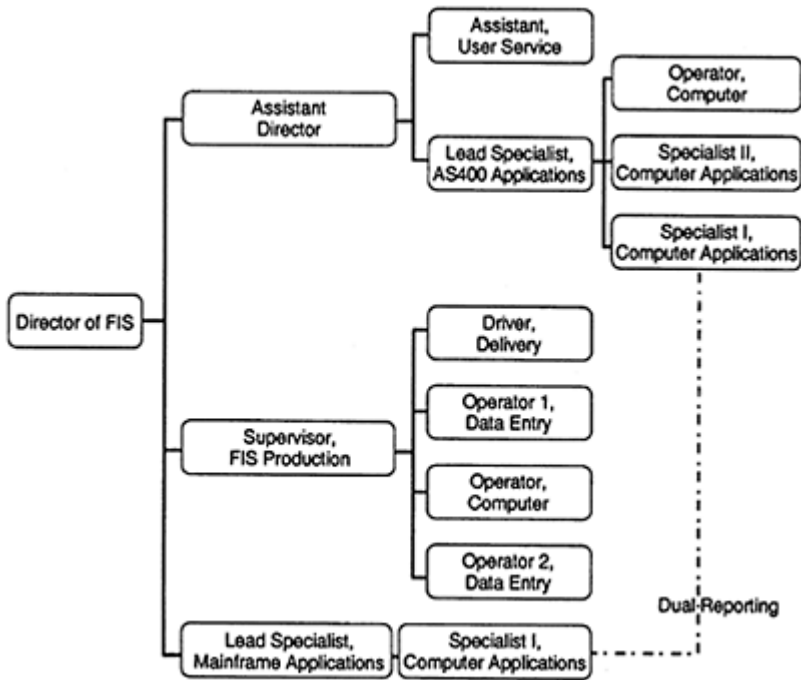 Assistant,
User Service
Operator,
Computer
Assistant
Director
Lead Specialist,
AS400 Applications
Specialist II,
Computer Applications
Specialist I,
Computer Applications
Director of FIS
Driver,
Delivery
Operator 1,
Data Entry
Supervisor,
FIS Production
Operator,
Computer
Operator 2,
Data Entry
Dual-Reporting
Lead Specialist,
Mainframe Applications
Specialist I,
Computer Applications